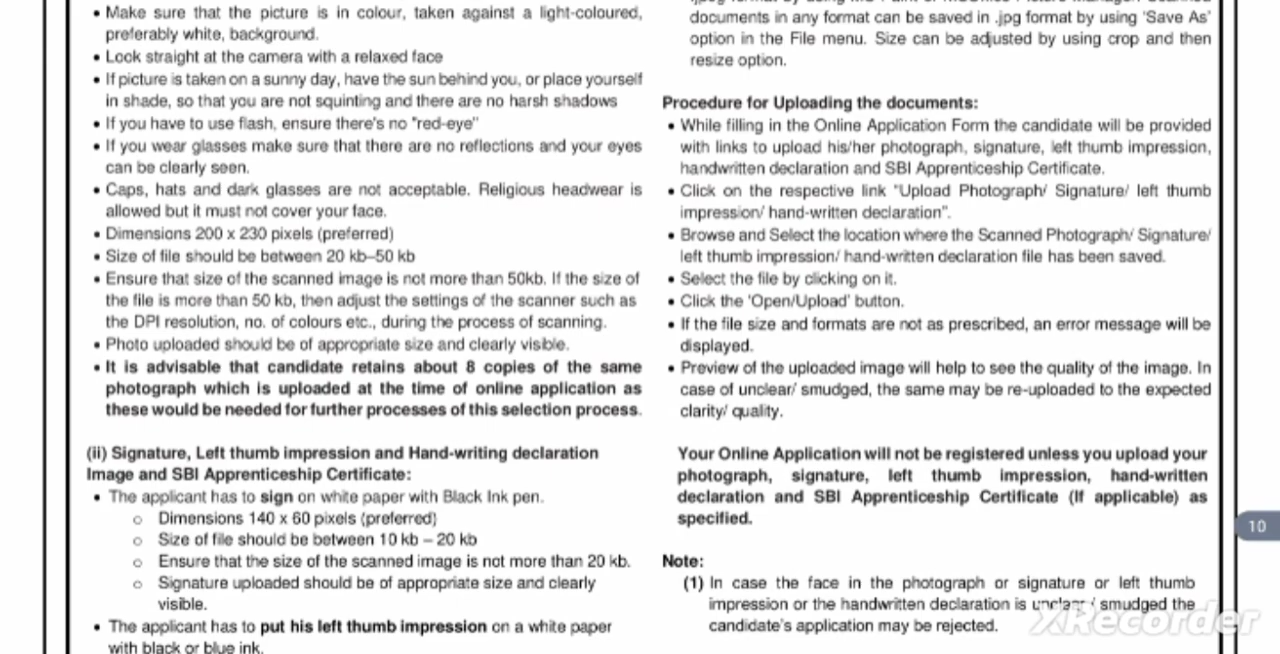 • Make sure that the picture is in colour, taken against a light-coloured,
preferably white, background.
• Look straight at the camera with a relaxed face
• If picture is taken on a sunny day, have the sun behind you, or place yourself
in shade, so that you are not squinting and there are no harsh shadows
• If you have to use flash, ensure there's no "red-eye"
• If you wear glasses make sure that there are no reflections and your eyes
can be clearly seen.
• Caps, hats and dark glasses are not acceptable. Religious headwear is
allowed but it must not cover your face.
• Dimensions 200 x 230 pixels (preferred)
• Size of file should be between 20 kb–50 kb
• Ensure that size of the scanned image is not more than 50kb. If the size of
the file is more than 50 kb, then adjust the settings of the scanner such as
the DPI resolution, no. of colours etc., during the process of scanning.
• Photo uploaded should be of appropriate size and clearly visible.
• It is advisable that candidate retains about 8 copies of the same
photograph which is uploaded at the time of online application as
these would be needed for further processes of this selection process.
(ii) Signature, Left thumb impression and Hand-writing declaration
Image and SBI Apprenticeship Certificate:
• The applicant has to sign on white paper with Black Ink pen.
o Dimensions 140 x 60 pixels (preferred)
o Size of file should be between 10 kb – 20 kb
o Ensure that the size of the scanned image is not more than 20 kb.
o Signature uploaded should be of appropriate size and clearly
visible.
• The applicant has to put his left thumb impression on a white paper
with black or blue ink.
documents in any format can be saved in .jpg format by using 'Save As'
option in the File menu. Size can be adjusted by using crop and then
resize option.
Procedure for Uploading the documents:
• While filling in the Online Application Form the candidate will be provided
with links to upload his/her photograph, signature, left thumb impression,
handwritten declaration and SBI Apprenticeship Certificate.
• Click on the respective link "Upload Photograph/ Signature/ left thumb
impression/ hand-written declaration".
• Browse and Select the location where the Scanned Photograph/ Signature/
left thumb impression/ hand-written declaration file has been saved.
• Select the file by clicking on it.
• Click the 'Open/Upload' button.
• If the file size and formats are not as prescribed, an error message will be
displayed.
• Preview of the uploaded image will help to see the quality of the image. In
case of unclear/ smudged, the same may be re-uploaded to the expected
clarity/ quality.
Your Online Application will not be registered unless you upload your
photograph, signature, left thumb impression, hand-written
declaration and SBI Apprenticeship Certificate (If applicable) as
specified.
Note:
(1) In case the face in the photograph or signature or left thumb
impression or the handwritten declaration is unclear / smudged the
candidate's application may be rejected.
10
XRecorder